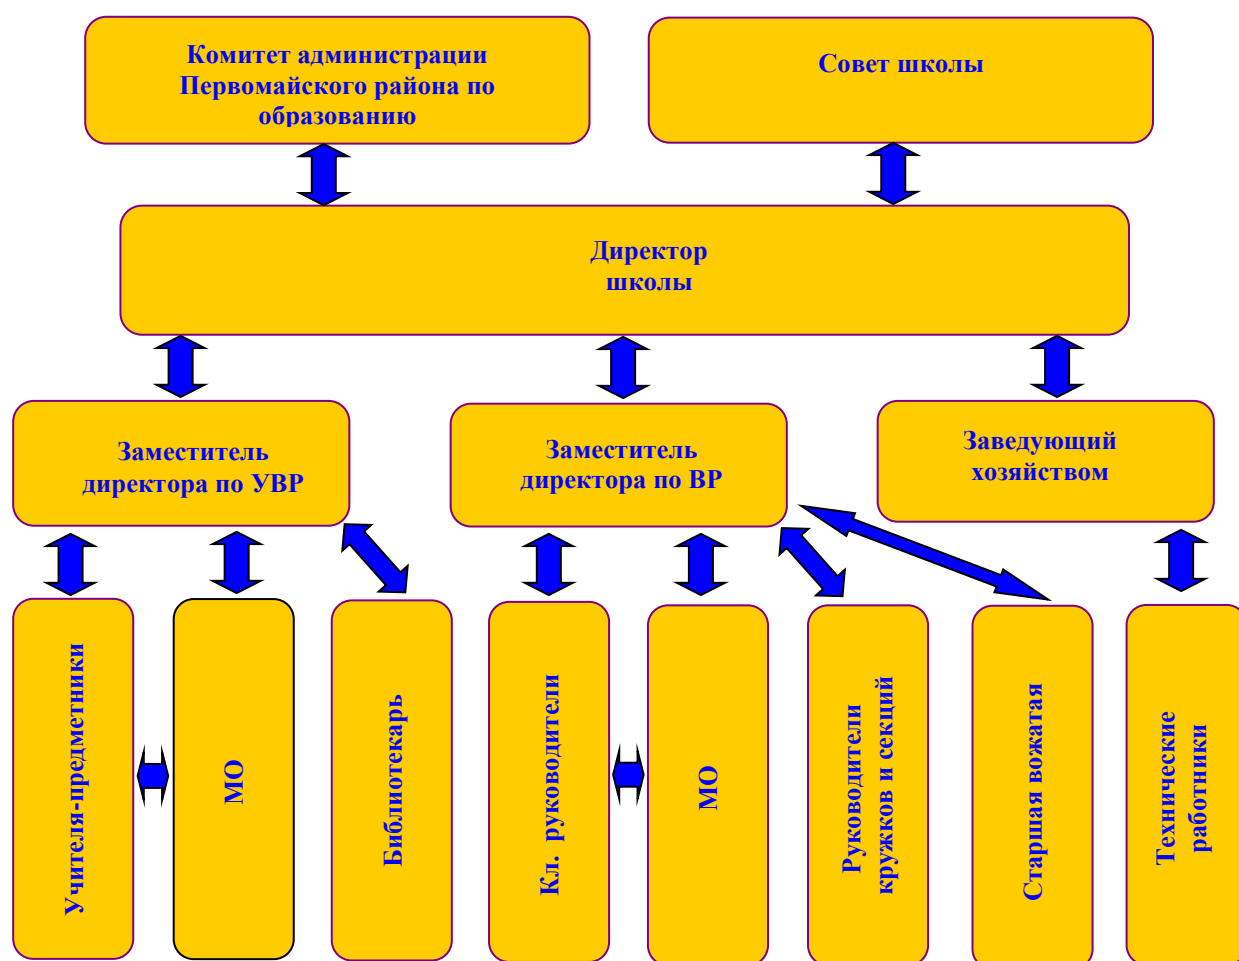 Комитет администрации
Первомайского района по
образованию
Совет школы
Директор
школы
Заместитель
директора по УВР
Заместитель
директора по ВР
Заведующий
хозяйством
Учителя-предметники
МО
Библиотекарь
Кл. руководители
МО
Руководители
кружков и секций
Старшая вожатая
Технические
работники